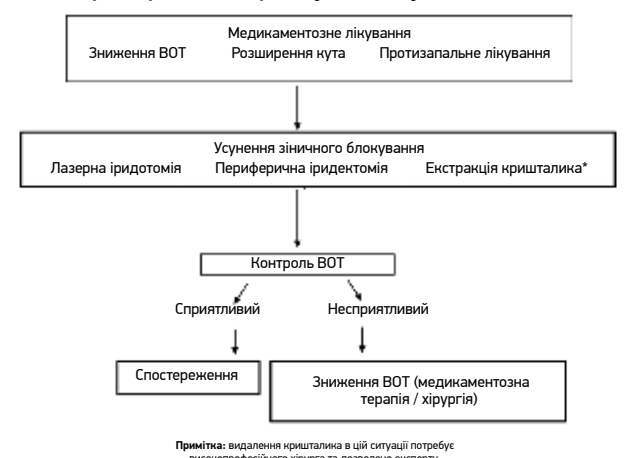 Медикаментозне лікування
Зниження ВОТ Розширення кута Протизапальне лікування
Усунення зіничного блокування
Лазерна іридотомія Периферична іридектомія Екстракція кришталика*
Контроль ВОТ
Сприятливий Несприятливий
Спостереження
Зниження ВОТ (медикаментозна
терапія / хірургія)
Примітка: видалення кришталика в цій ситуації потребує